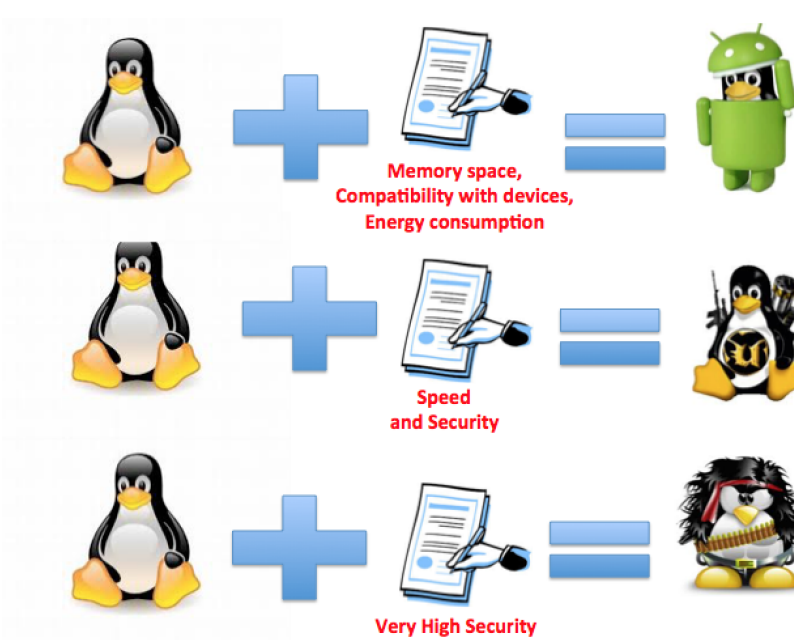 Memory space,
Compatibility with devices,
Energy consumption
Speed
and Security
Very High Security